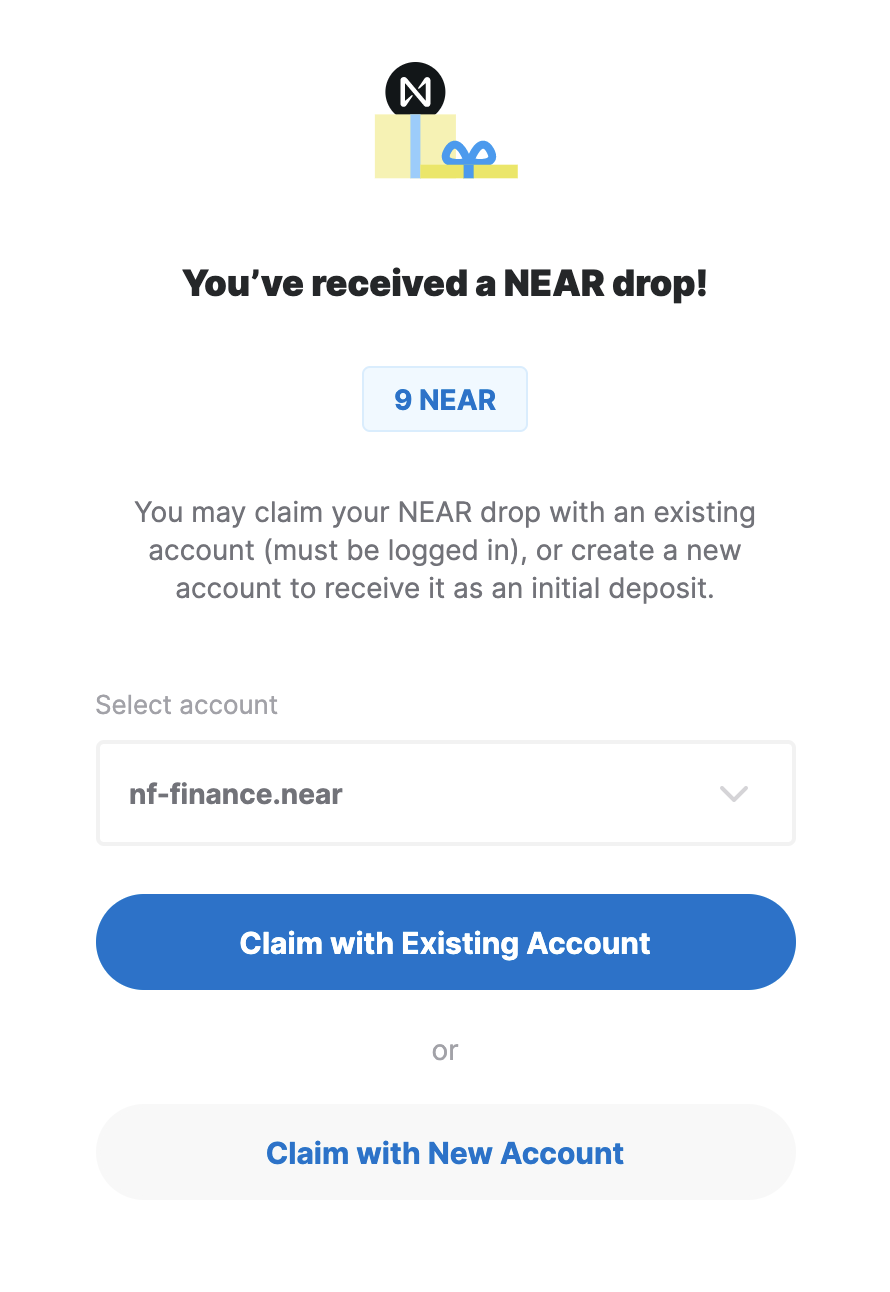 You’ve received a NEAR drop!
9 NEAR
You may claim your NEAR drop with an existing
account (must be logged in), or create a new
account to receive it as an initial deposit.
Select account
nf-finance.near
Claim with Existing Account
or
Claim with New Account